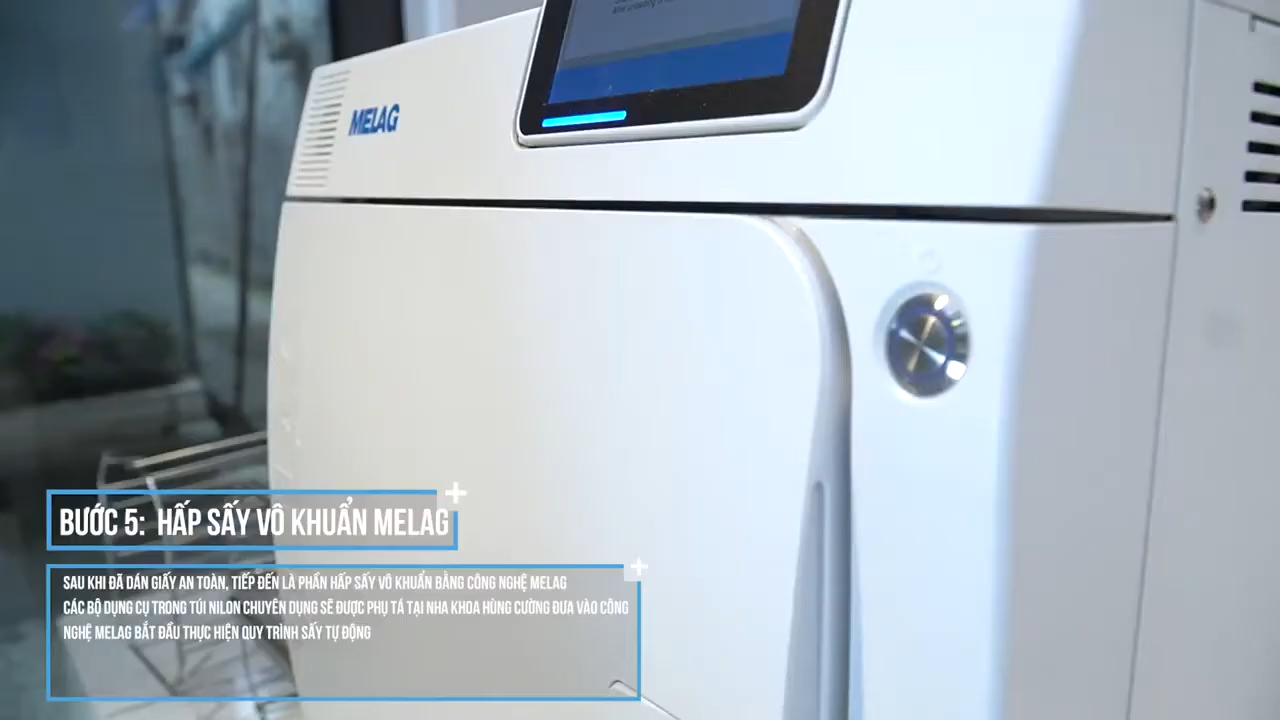 MELAG
BƯỚC 5: HẤP SẤY VÔ KHUẨN MELAG
SAU KHI ĐÃ DÁN GIẤY AN TOÀN, TIẾP ĐẾN LÀ PHẦN HẤP SẤY VÔ KHUẨN BẰNG CÔNG NGHỆ MELAG
CÁC BỘ DỤNG CỤ TRONG TÚI NILON CHUYÊN DỤNG SẼ ĐƯỢC PHỤ TÁ TẠI NHA KHOA HÙNG CƯỜNG ĐƯA VÀO CÔNG
NGHỆ MELAG BẮT ĐẦU THỰC HIỆN QUY TRÌNH SẤY TỰ ĐỘNG